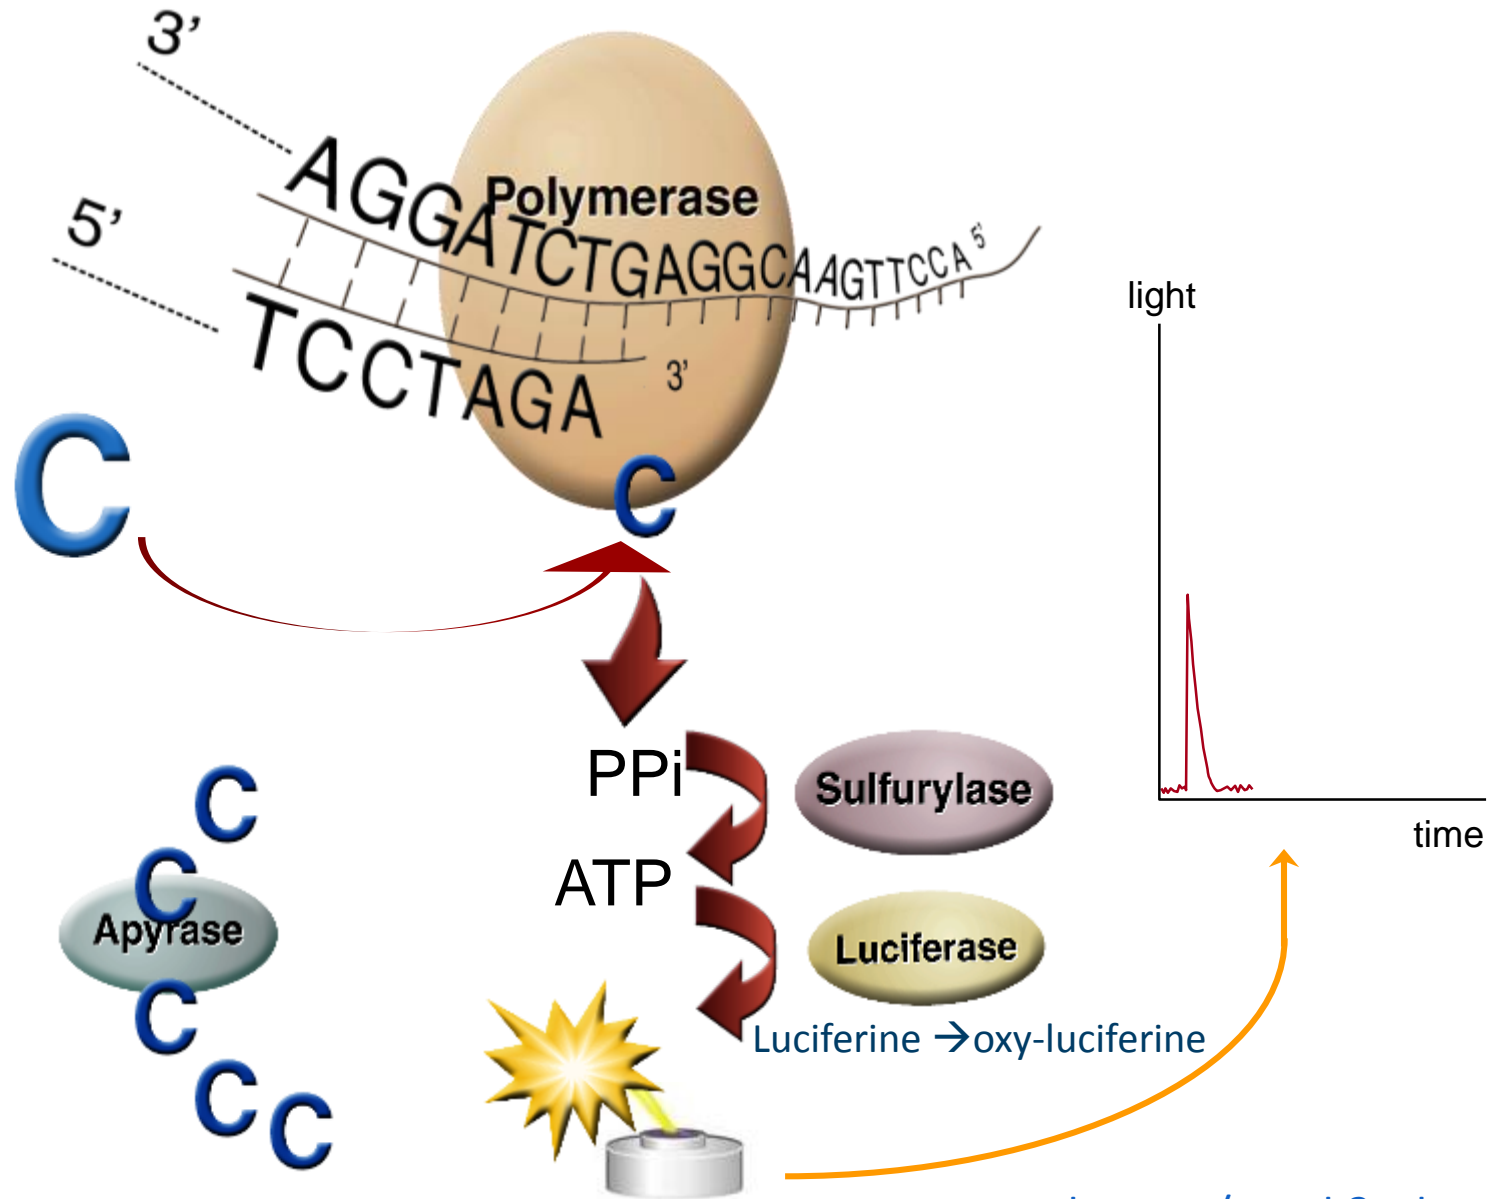 3’
AGGATCTGAGGCAAGTTCCA 5’
Polymerase
5’
TCCTAGA 3’
C
C
light
time
PPi
Sulfurylase
ATP
Luciferase
Luciferine →oxy-luciferine
C
C
Apyrase
C
C
C